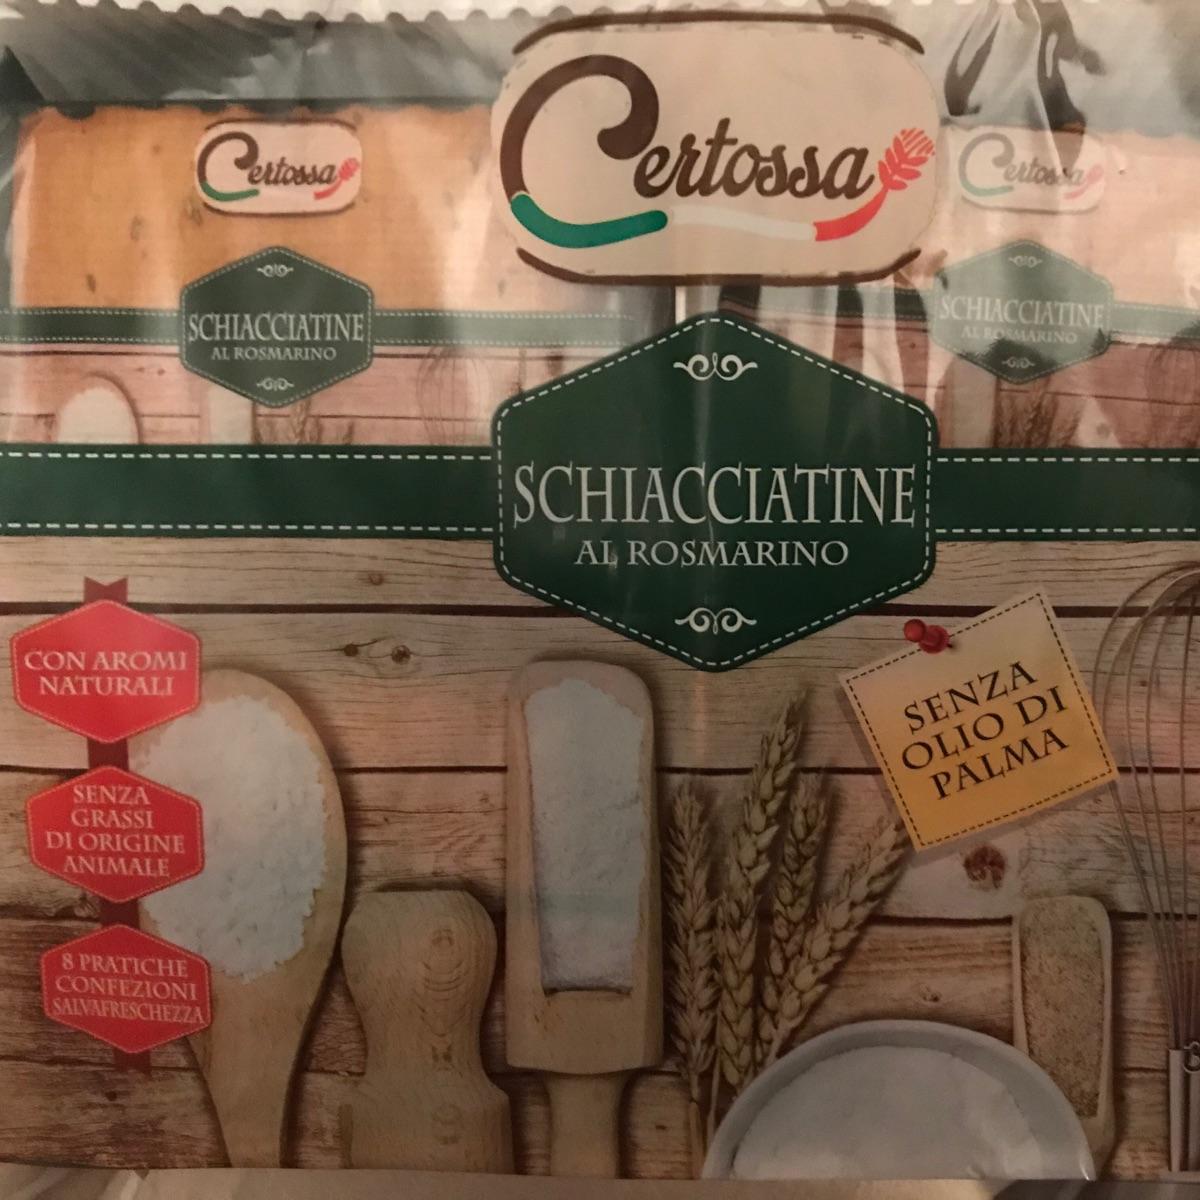 Certossa
Certossa
Certossa
SCHIACCIATINE
AL ROSMARINO
SCHIACCIATINE
AL ROSMARINO
SCHIACCIATINE
AL ROSMARINO
CON AROMI
NATURALI
SENZA
GRASSI
DI ORIGINE
ANIMALE
8 PRATICHE
CONFEZIONI
SALVAFRESCHEZZA
SENZA
OLIO DI
PALMA